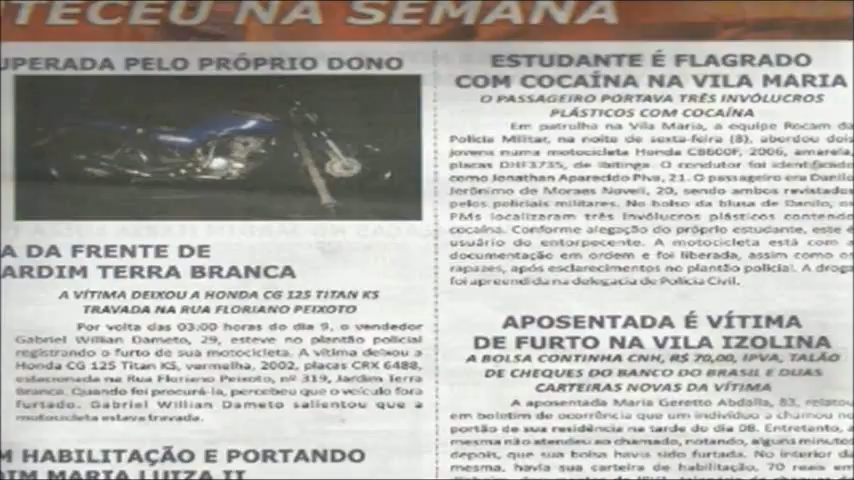 TECEU NA SEMANA
UPERADA PELO PRÓPRIO DONO
A DA FRENTE DE
ARDIM TERRA BRANCA
A VÍTIMA DEIXOU A HONDA CG 125 TITAN KS
TRAVADA NA RUA FLORIANO PEIXOTO
Por volta das 03:00 horas do dia 9, o vendedor
Gabriel Willian Dameto, 29, esteve no plantão policial
registrando o furto de sua motocicleta. A vítima deixou a
Honda CG 125 Titan KS, vermelha, 2002, placas CRX 6488,
estacionada na Rua Floriano Peixoto, nº 319, Jardim Terra
Branca. Quando foi procurá-la, percebeu que o veículo fora
furtado. Gabriel Willian Dameto salientou que a
motocicleta estava travada.
M HABILITAÇÃO E PORTANDO
DIM MARIA LUIZA II
ESTUDANTE É FLAGRADO
COM COCAÍNA NA VILA MARIA
O PASSAGEIRO PORTAVA TRÊS INVÓLUCROS
PLÁSTICOS COM COCAÍNA
Em patrulha na Vila Maria, a equipe Rocam da
Polícia Militar, na noite de sexta-feira (8), abordou dois
jovens numa motocicleta Honda CB600F, 2006, amarela,
placas DHF3735, de Ibitinga. O condutor foi identificado
como Jonathan Aparecido Piva, 21. O passageiro era Danilo
Jerônimo de Moraes Noveli, 20, sendo ambos revistados
pelos policiais militares. No bolso da blusa de Danilo, os
PMs localizaram três invólucros plásticos contendo
cocaína. Conforme alegação do próprio estudante, este é
usuário do entorpecente. A motocicleta está com a
documentação em ordem e foi liberada, assim como os
rapazes, após esclarecimentos no plantão policial. A droga
foi apreendida na delegacia de Polícia Civil.
APOSENTADA É VÍTIMA
DE FURTO NA VILA IZOLINA
A BOLSA CONTINHA CNH, R$ 70,00, IPVA, TALÃO
DE CHEQUES DO BANCO DO BRASIL E DUAS
CARTEIRAS NOVAS DA VÍTIMA
A aposentada Maria Geretto Abdalla, 83, relatou
em boletim de ocorrência que um indivíduo a chamou no
portão de sua residência na tarde do dia 08. Entretanto, a
mesma não atendeu ao chamado, notando, alguns minutos
depois, que sua bolsa havia sido furtada. No interior da
mesma, havia sua carteira de habilitação, 70 reais em